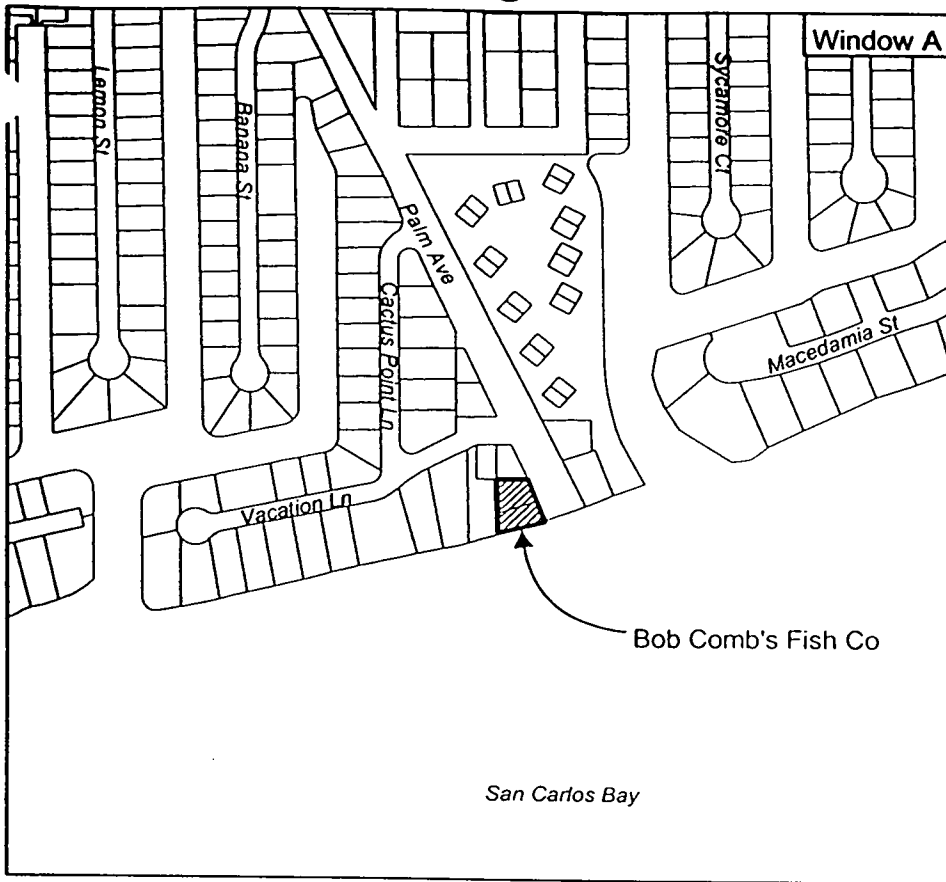 Window A
Lemon St
Banana St
Sycamore Ct
Palm Ave
Cactus Point Ln
Macedamia St
Vacation Ln
Bob Comb's Fish Co
San Carlos Bay